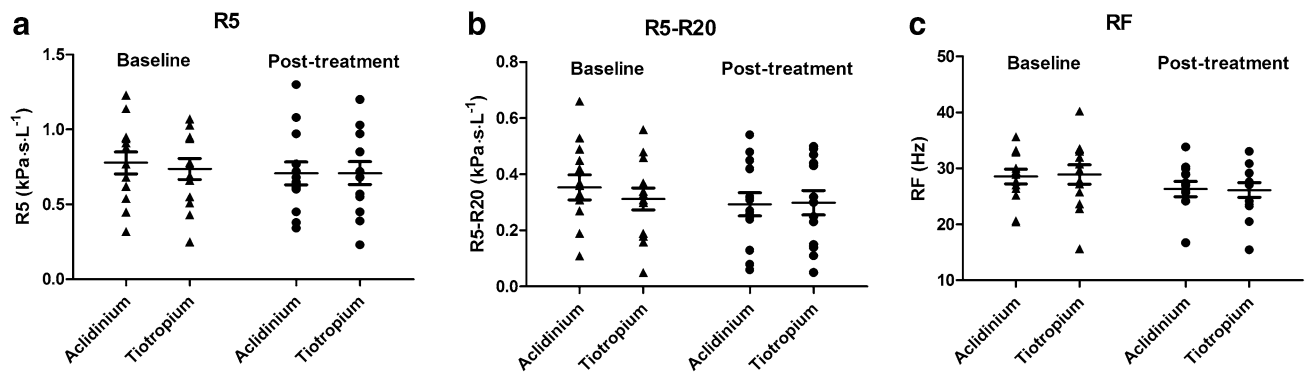 a
R5
1.5
1.0
0.5
0.0
R5 (kPa·s·L⁻¹)
Baseline
Post-treatment
Aclidinium
Tiotropium
Aclidinium
Tiotropium
b
R5-R20
0.8
0.6
0.4
0.2
0.0
R5-R20 (kPa·s·L⁻¹)
Baseline
Post-treatment
Aclidinium
Tiotropium
Aclidinium
Tiotropium
c
RF
50
40
30
20
10
RF (Hz)
Baseline
Post-treatment
Aclidinium
Tiotropium
Aclidinium
Tiotropium